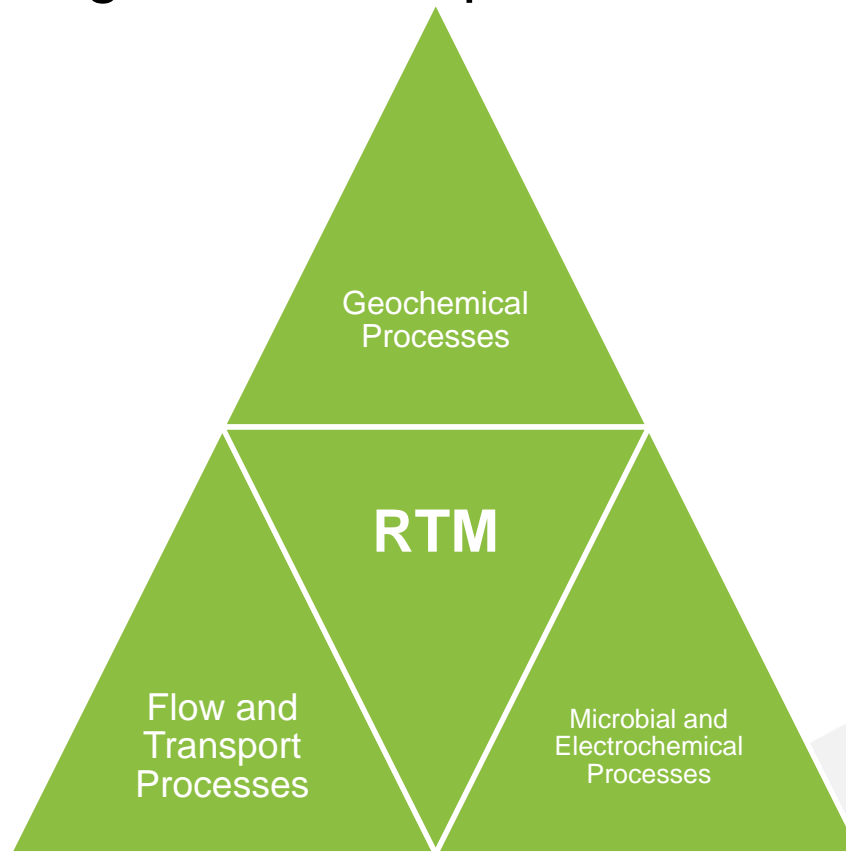 Geochemical
Processes
RTM
Flow and
Transport
Processes
Microbial and
Electrochemical
Processes